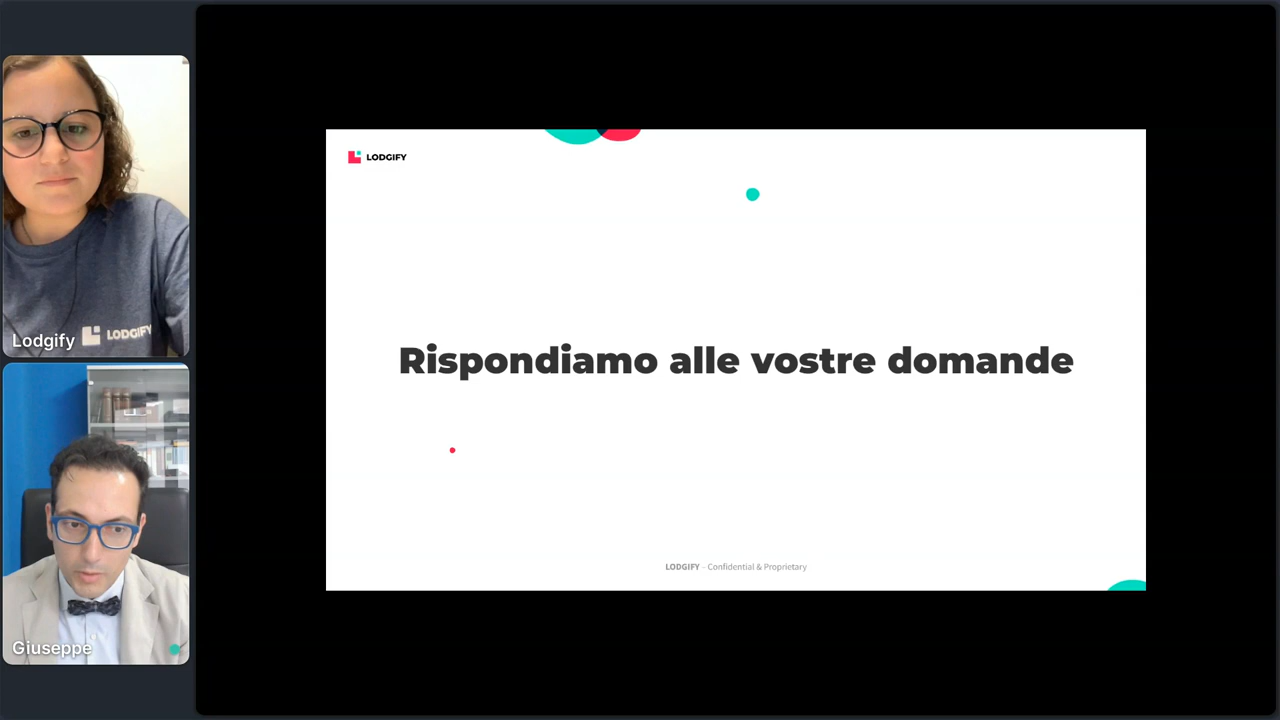 Lodgify
LODGIFY
Giuseppe
LODGIFY
Rispondiamo alle vostre domande
LODGIFY - Confidential & Proprietary